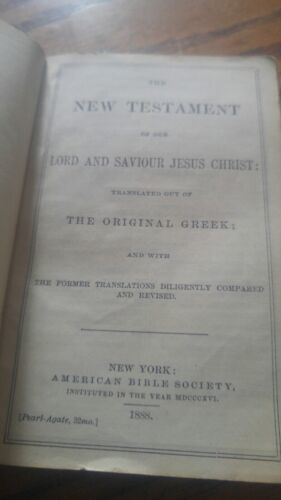 THE
NEW TESTAMENT
OF OUR
LORD AND SAVIOUR JESUS CHRIST:
TRANSLATED OUT OF
THE ORIGINAL GREEK;
AND WITH
THE FORMER TRANSLATIONS DILIGENTLY COMPARED
AND REVISED.
NEW YORK:
AMERICAN BIBLE SOCIETY,
INSTITUTED IN THE YEAR MDCCCXVI.
1888.
[Pearl-Agate, 32mo.]